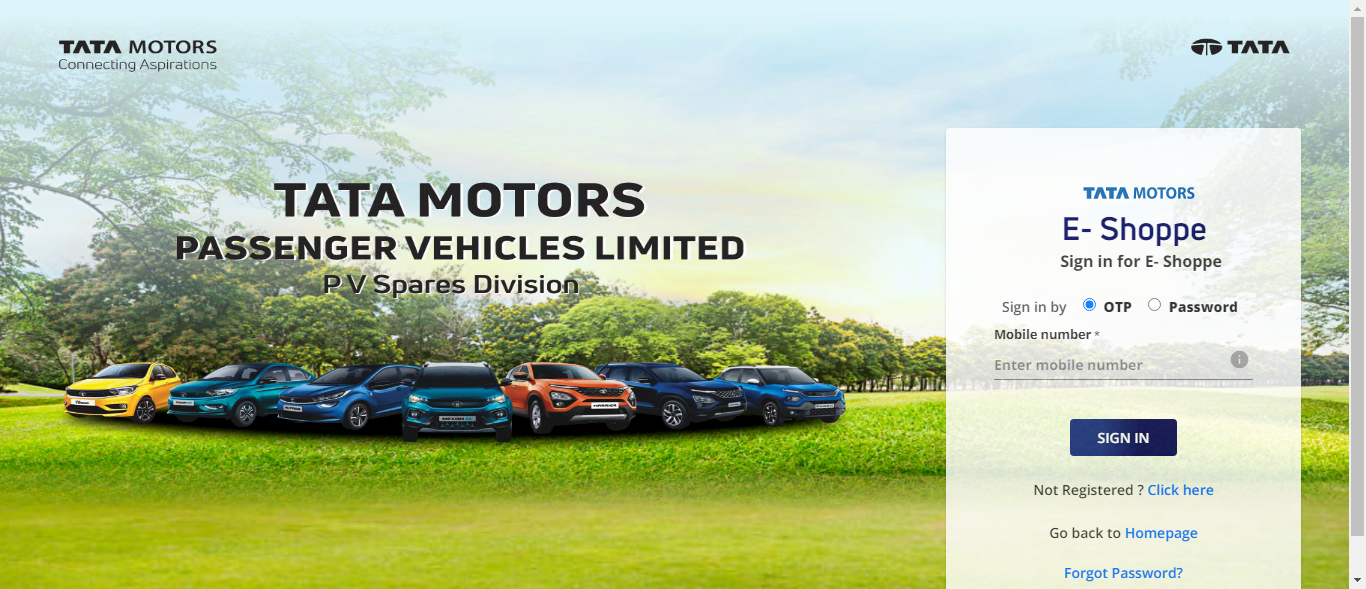 TATA MOTORS
Connecting Aspirations
TATA
TATA MOTORS
PASSENGER VEHICLES LIMITED
P V Spares Division
TATA MOTORS
E- Shoppe
Sign in for E- Shoppe
Sign in by OTP Password
Mobile number *
Enter mobile number
SIGN IN
Not Registered ? Click here
Go back to Homepage
Forgot Password?
HARRIER